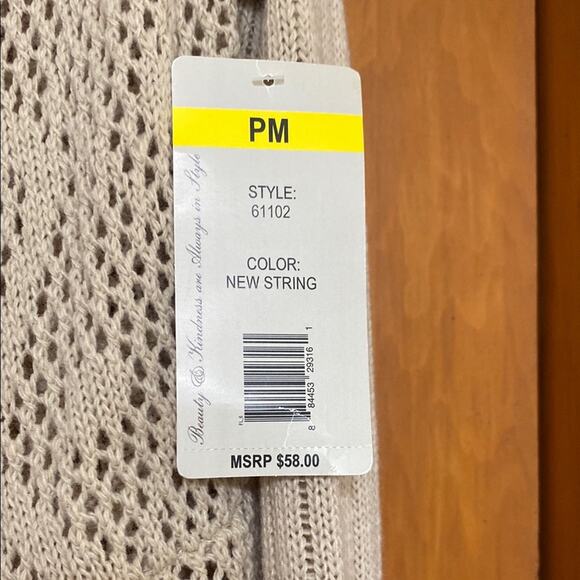 PM
STYLE:
61102
COLOR:
NEW STRING
Beauty & Kindness are Always in Style
FLX
8 84453 29316 1
MSRP $58.00